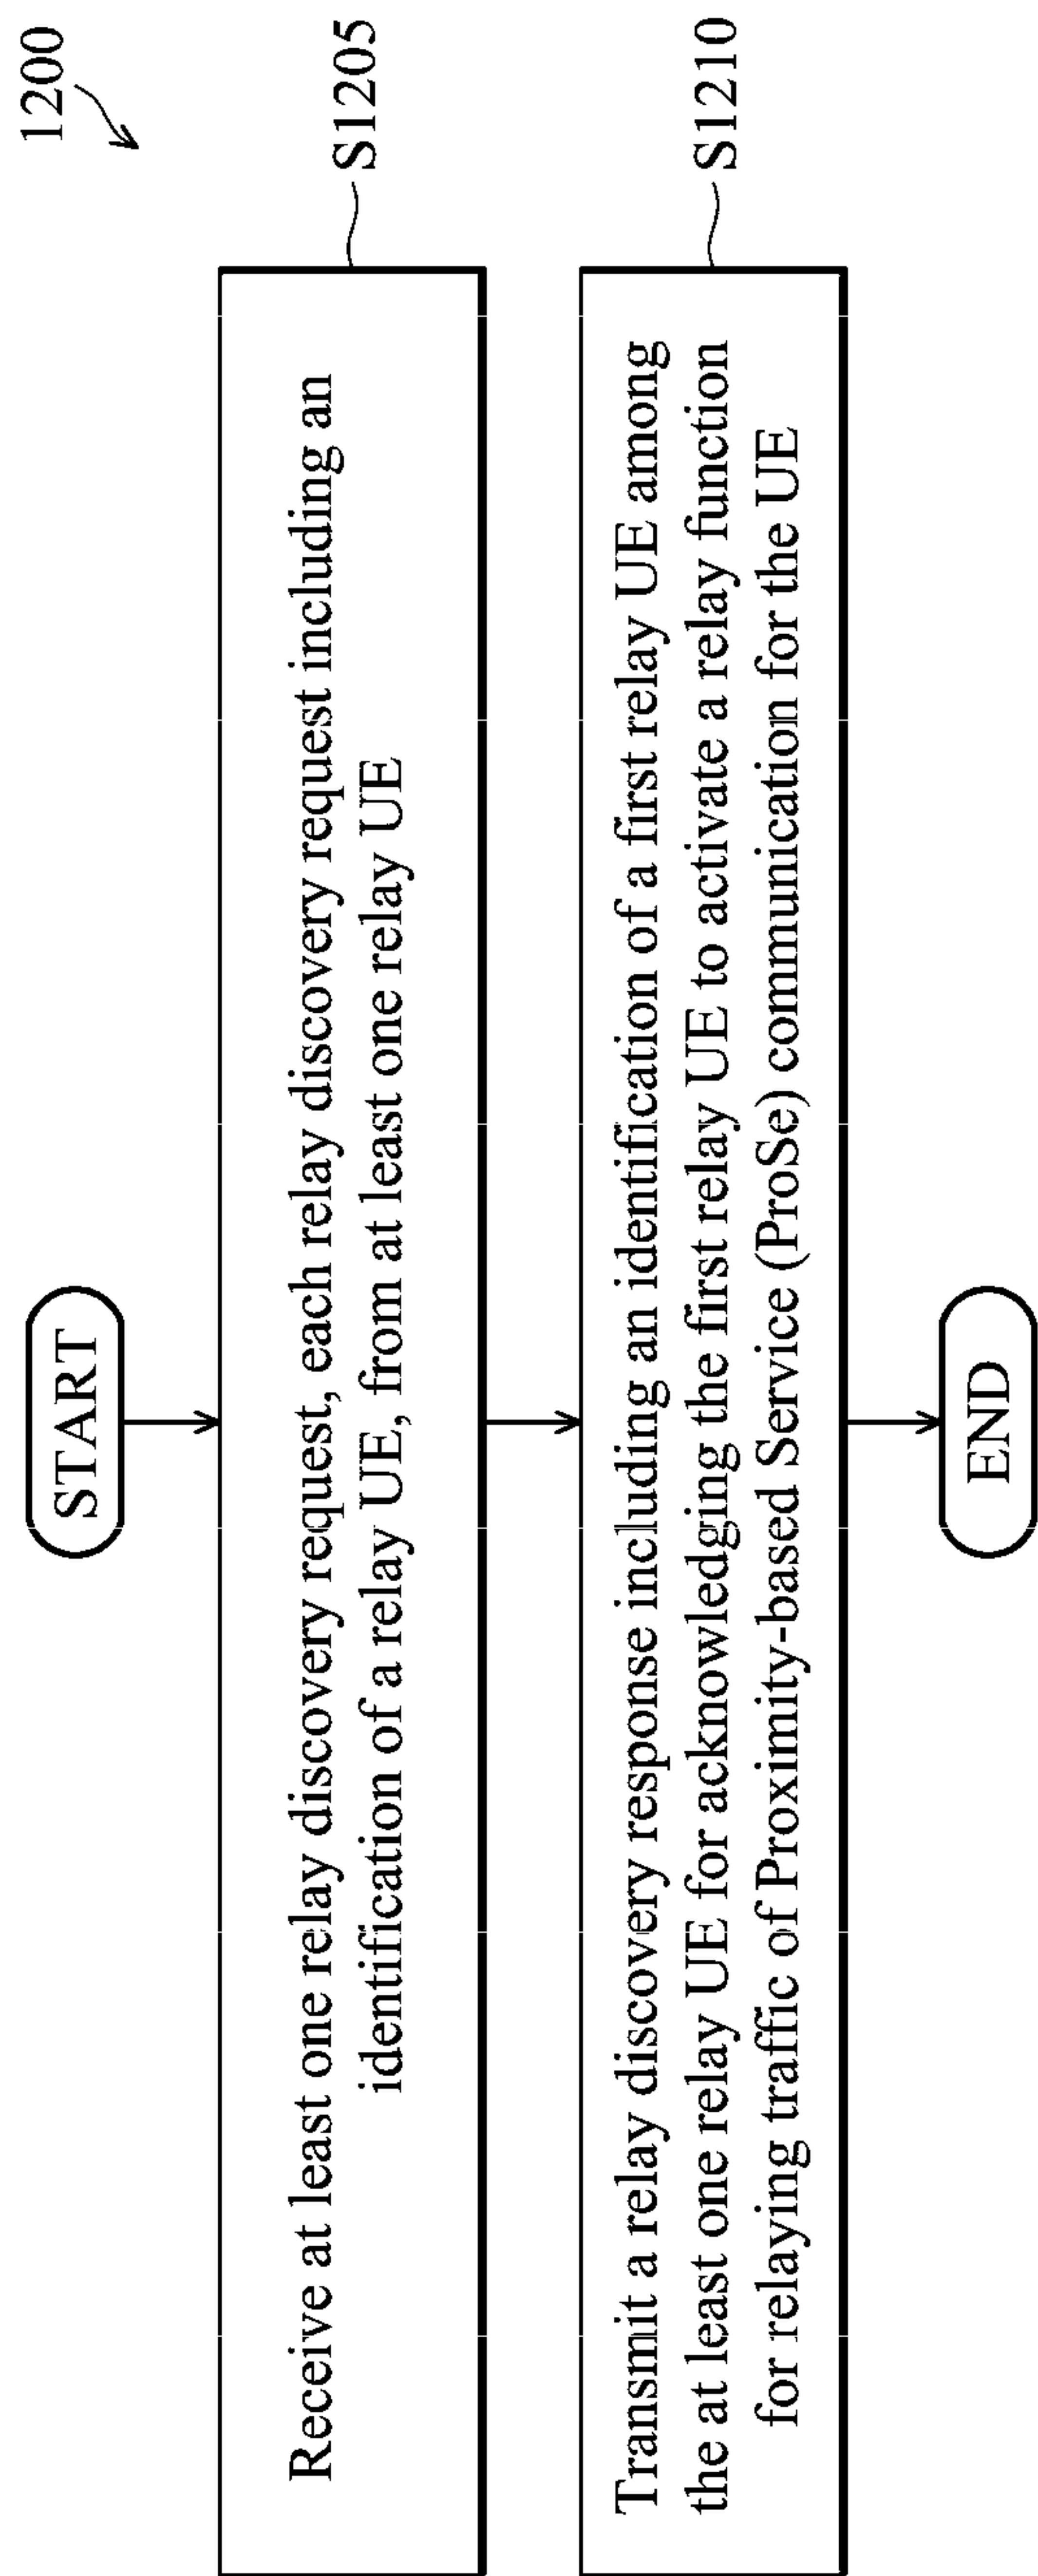 1200
START
Receive at least one relay discovery request, each relay discovery request including an
identification of a relay UE, from at least one relay UE
S1205
Transmit a relay discovery response including an identification of a first relay UE among
the at least one relay UE for acknowledging the first relay UE to activate a relay function
for relaying traffic of Proximity-based Service (ProSe) communication for the UE
S1210
END